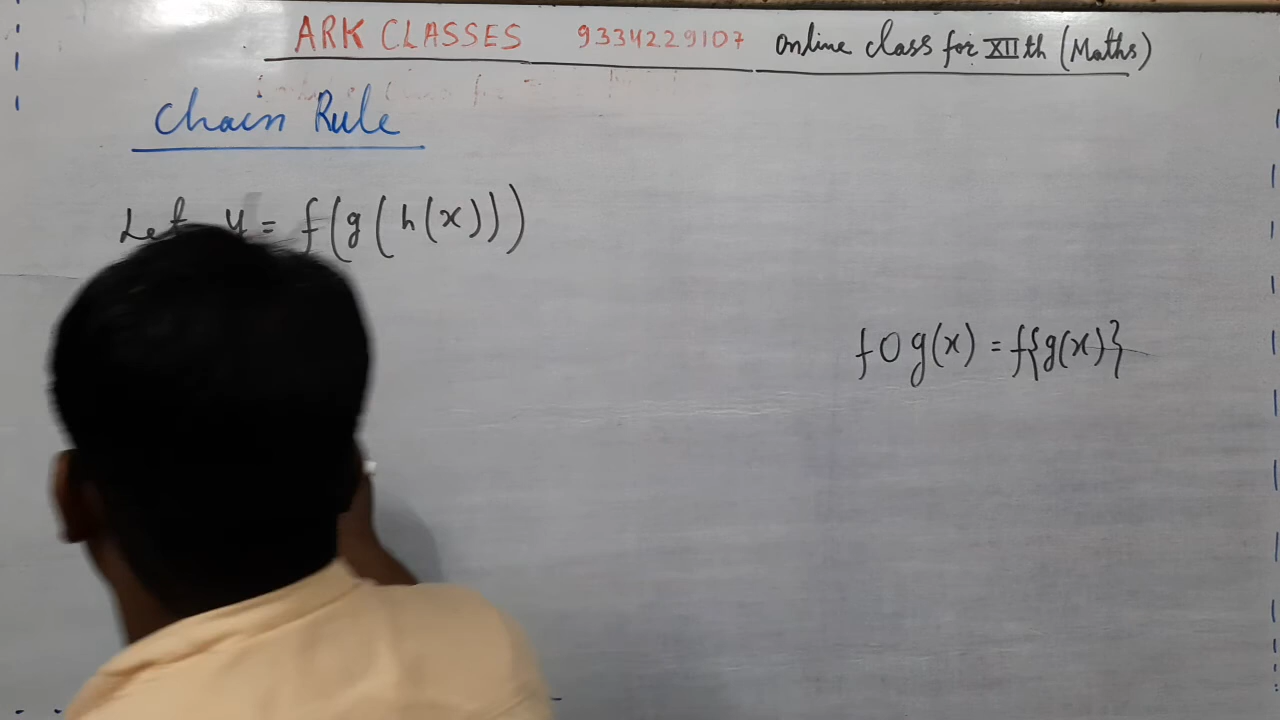 ARK CLASSES 9334229107 online class for XII th (Maths)
Chain Rule
Let y = f(g(h(x)))
fog(x) = f{g(x)}